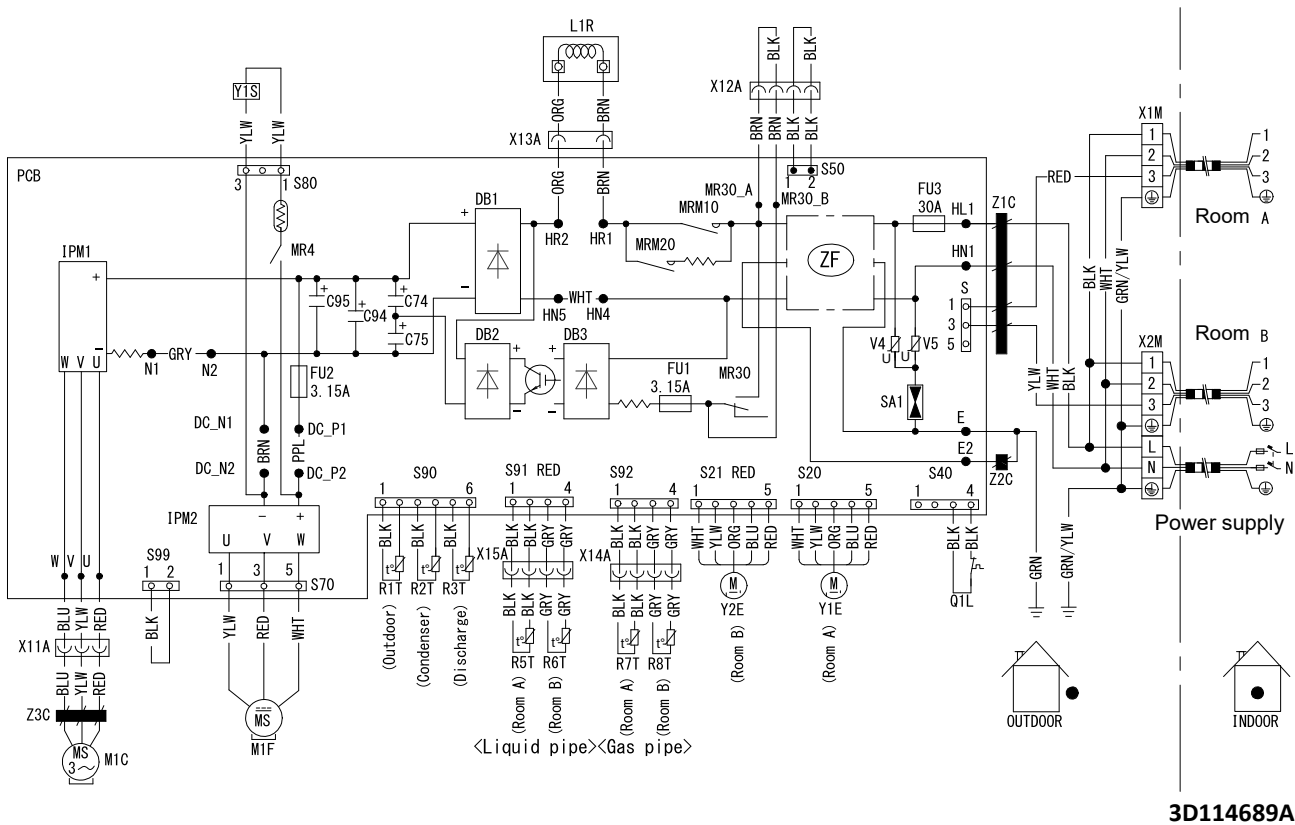 L1R
BLK
BLK
ORG
BRN
X12A
X13A
Y1S
YLW
YLW
BRN
BRN
BLK
BLK
ORG
BRN
X1M
1
2
3
1
2
3
Room A
PCB
3
1
S80
S50
1 2
MR30_A
MR30_B
FU3
30A
HL1
Z1C
RED
MR4
DB1
+
-
HR2
HR1
MRM10
MRM20
ZF
HN1
S
1
3
5
BLK
WHT
GRN/YLW
IPM1
+
-
W V U
C95
C94
C74
C75
+
+
+
+
HN5
WHT
HN4
V4
V5
U
U
N1
GRY
N2
FU2
3.15A
DB2
+
-
DB3
+
-
FU1
3.15A
MR30
SA1
YLW
WHT
BLK
Room B
X2M
1
2
3
1
2
3
L
N
L
N
Power supply
DC_N1
BRN
DC_N2
DC_P1
PPL
DC_P2
E
E2
Z2C
IPM2
-
+
U
V
W
1
3
5
S70
S90
1
6
S91 RED
1
4
S92
1
4
S21 RED
1
5
S20
1
5
S40
1
4
BLK
BLK
BLK
BLK
BLK
GRY
GRY
BLK
BLK
GRY
GRY
WHT
YLW
ORG
BLU
RED
WHT
YLW
ORG
BLU
RED
BLK
BLK
GRN
GRN/YLW
W V U
S99
1 2
BLK
BLU
YLW
RED
X11A
BLU
YLW
RED
Z3C
MS
3~
M1C
YLW
RED
WHT
MS
M1F
t°
t°
t°
R1T
R2T
R3T
(Outdoor)
(Condenser)
(Discharge)
X15A
BLK
BLK
GRY
GRY
t°
t°
R5T
R6T
(Room A)
(Room B)
<Liquid pipe>
X14A
BLK
BLK
GRY
GRY
t°
t°
R7T
R8T
(Room A)
(Room B)
<Gas pipe>
M
Y2E
(Room B)
M
Y1E
(Room A)
Q1L
OUTDOOR
INDOOR
3D114689A